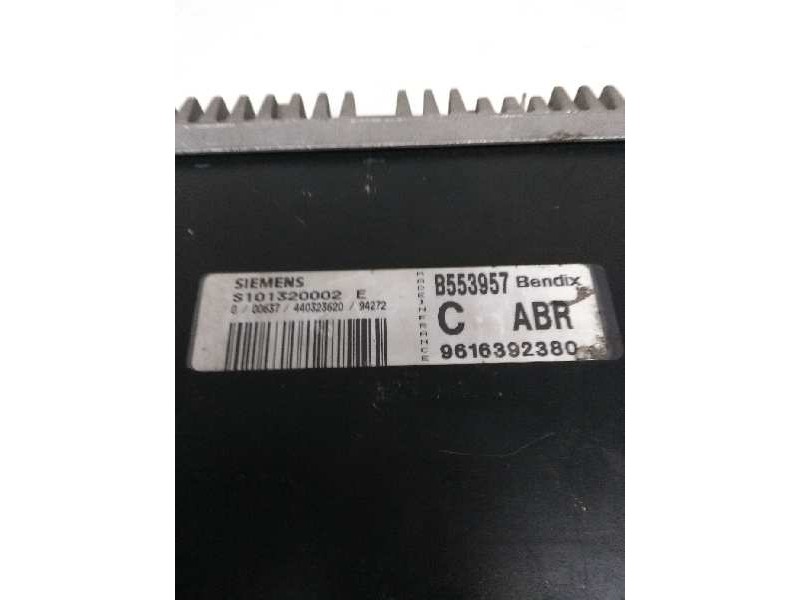 SIEMENS
S101320002 E
0 / 00637 / 440323620 / 94272
MADE IN FRANCE
B553957 Bendix
C ABR
9616392380